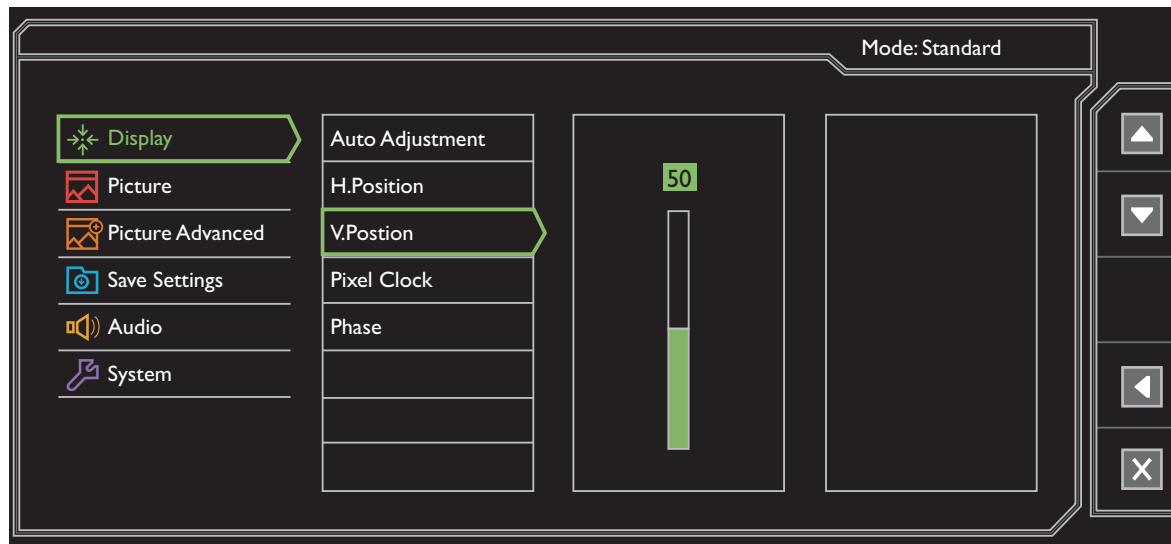 Mode: Standard
Display
Picture
Picture Advanced
Save Settings
Audio
System
Auto Adjustment
H.Position
V.Postion
Pixel Clock
Phase
50
X